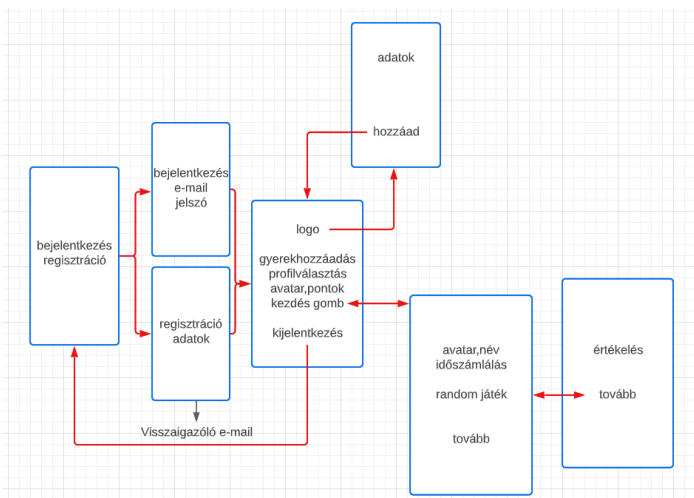 adatok
hozzáad
bejelentkezés
regisztráció
bejelentkezés
e-mail
jelszó
regisztráció
adatok
Visszaigazóló e-mail
logo
gyerekhozzáadás
profilválasztás
avatar,pontok
kezdés gomb
kijelentkezés
avatar,név
időszámlálás
random játék
tovább
értékelés
tovább